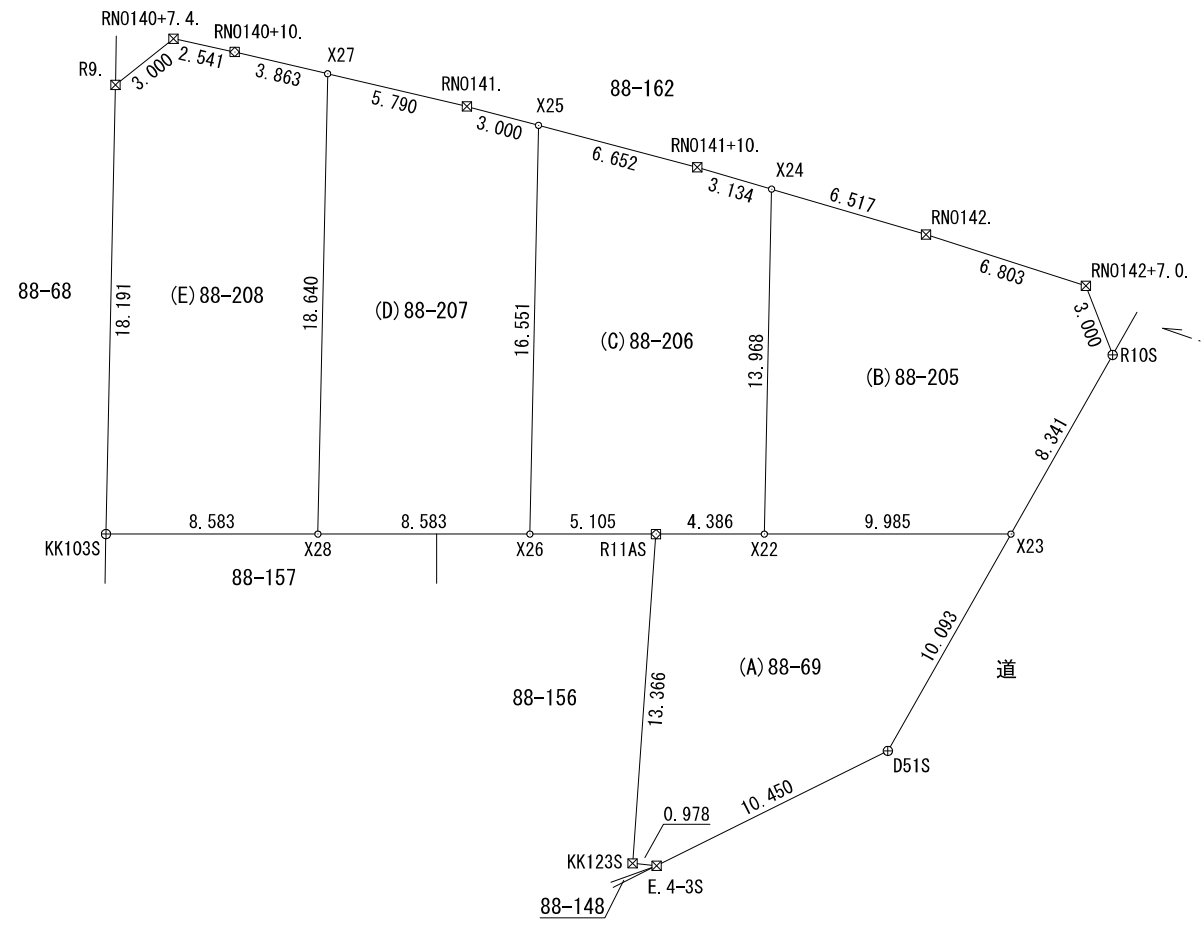 RNO140+7.4.
RNO140+10.
X27
R9.
3.000
2.541
3.863
5.790
RNO141.
X25
88-162
3.000
6.652
RNO141+10.
X24
3.134
6.517
RNO142.
6.803
RNO142+7.0.
3.000
R10S
88-68
18.191
(E)88-208
18.640
(D)88-207
16.551
(C)88-206
13.968
(B)88-205
8.341
8.583
8.583
5.105
4.386
9.985
KK103S
X28
X26
R11AS
X22
X23
88-157
10.093
(A)88-69
道
88-156
13.366
D51S
10.450
0.978
KK123S
E.4-3S
88-148